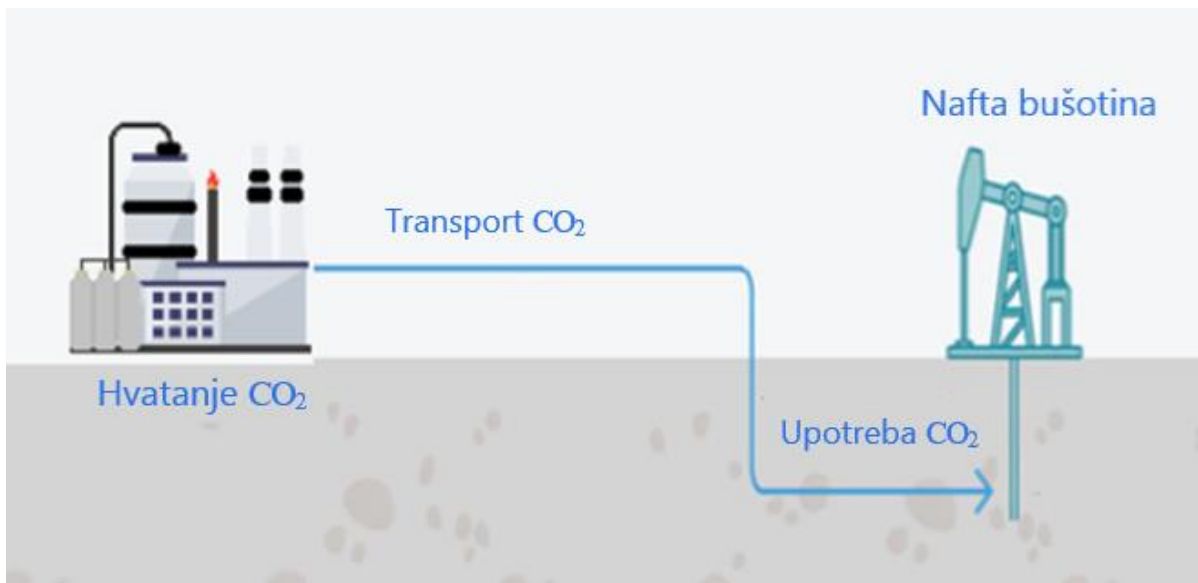 Nafta bušotina
Transport CO₂
Hvatanje CO₂
Upotreba CO₂